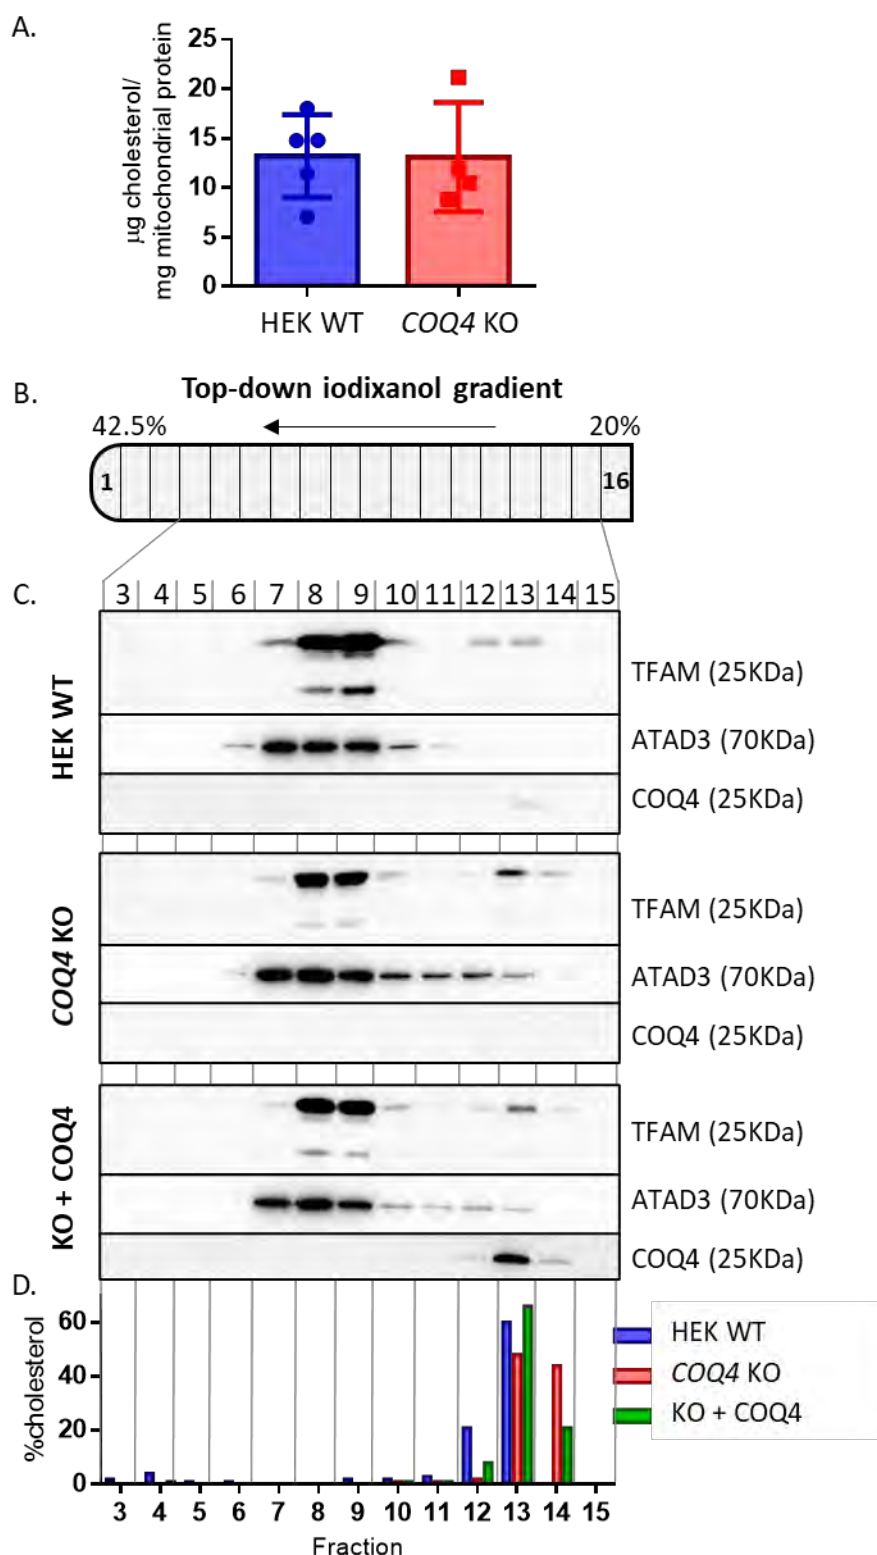 A.
25
20
15
10
5
0
µg cholesterol/
mg mitochondrial protein
HEK WT
COQ4 KO
B.
Top-down iodixanol gradient
42.5%
20%
1
16
C.
3 4 5 6 7 8 9 10 11 12 13 14 15
HEK WT
TFAM (25KDa)
ATAD3 (70KDa)
COQ4 (25KDa)
COQ4 KO
TFAM (25KDa)
ATAD3 (70KDa)
COQ4 (25KDa)
KO + COQ4
TFAM (25KDa)
ATAD3 (70KDa)
COQ4 (25KDa)
D.
%cholesterol
60
40
20
0
HEK WT
COQ4 KO
KO + COQ4
3 4 5 6 7 8 9 10 11 12 13 14 15
Fraction